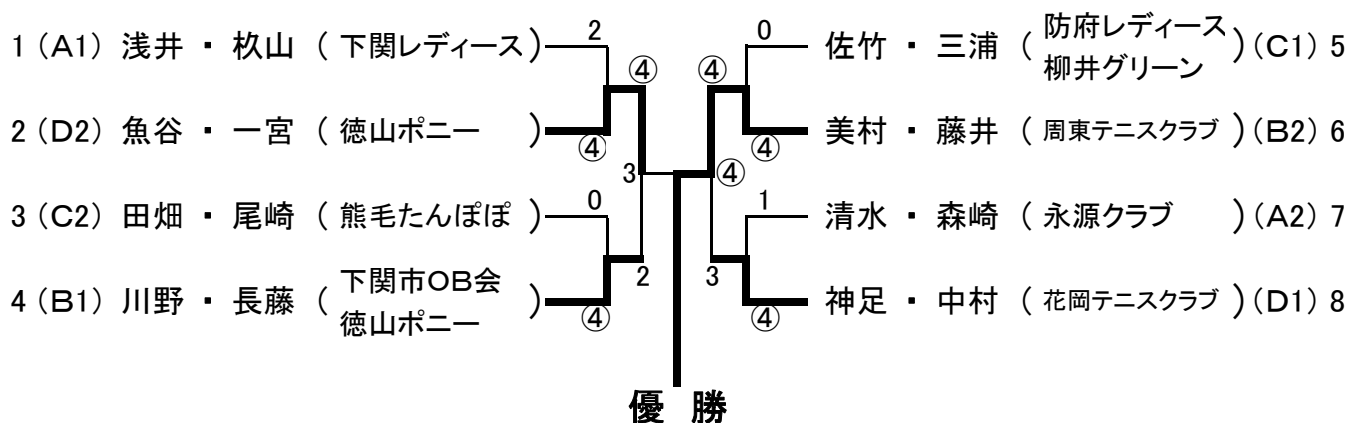 1 (A1) 浅井 ・ 杦山 ( 下関レディース ) 2
0 佐竹 ・ 三浦 ( 防府レディース 柳井グリーン ) (C1) 5
④ ④
2 (D2) 魚谷 ・ 一宮 ( 徳山ポニー ) ④
④ 美村 ・ 藤井 ( 周東テニスクラブ ) (B2) 6
3 ④
3 (C2) 田畑 ・ 尾崎 ( 熊毛たんぽぽ ) 0
1 清水 ・ 森崎 ( 永源クラブ ) (A2) 7
2 3
4 (B1) 川野 ・ 長藤 ( 下関市OB会 徳山ポニー ) ④
④ 神足 ・ 中村 ( 花岡テニスクラブ ) (D1) 8
優 勝